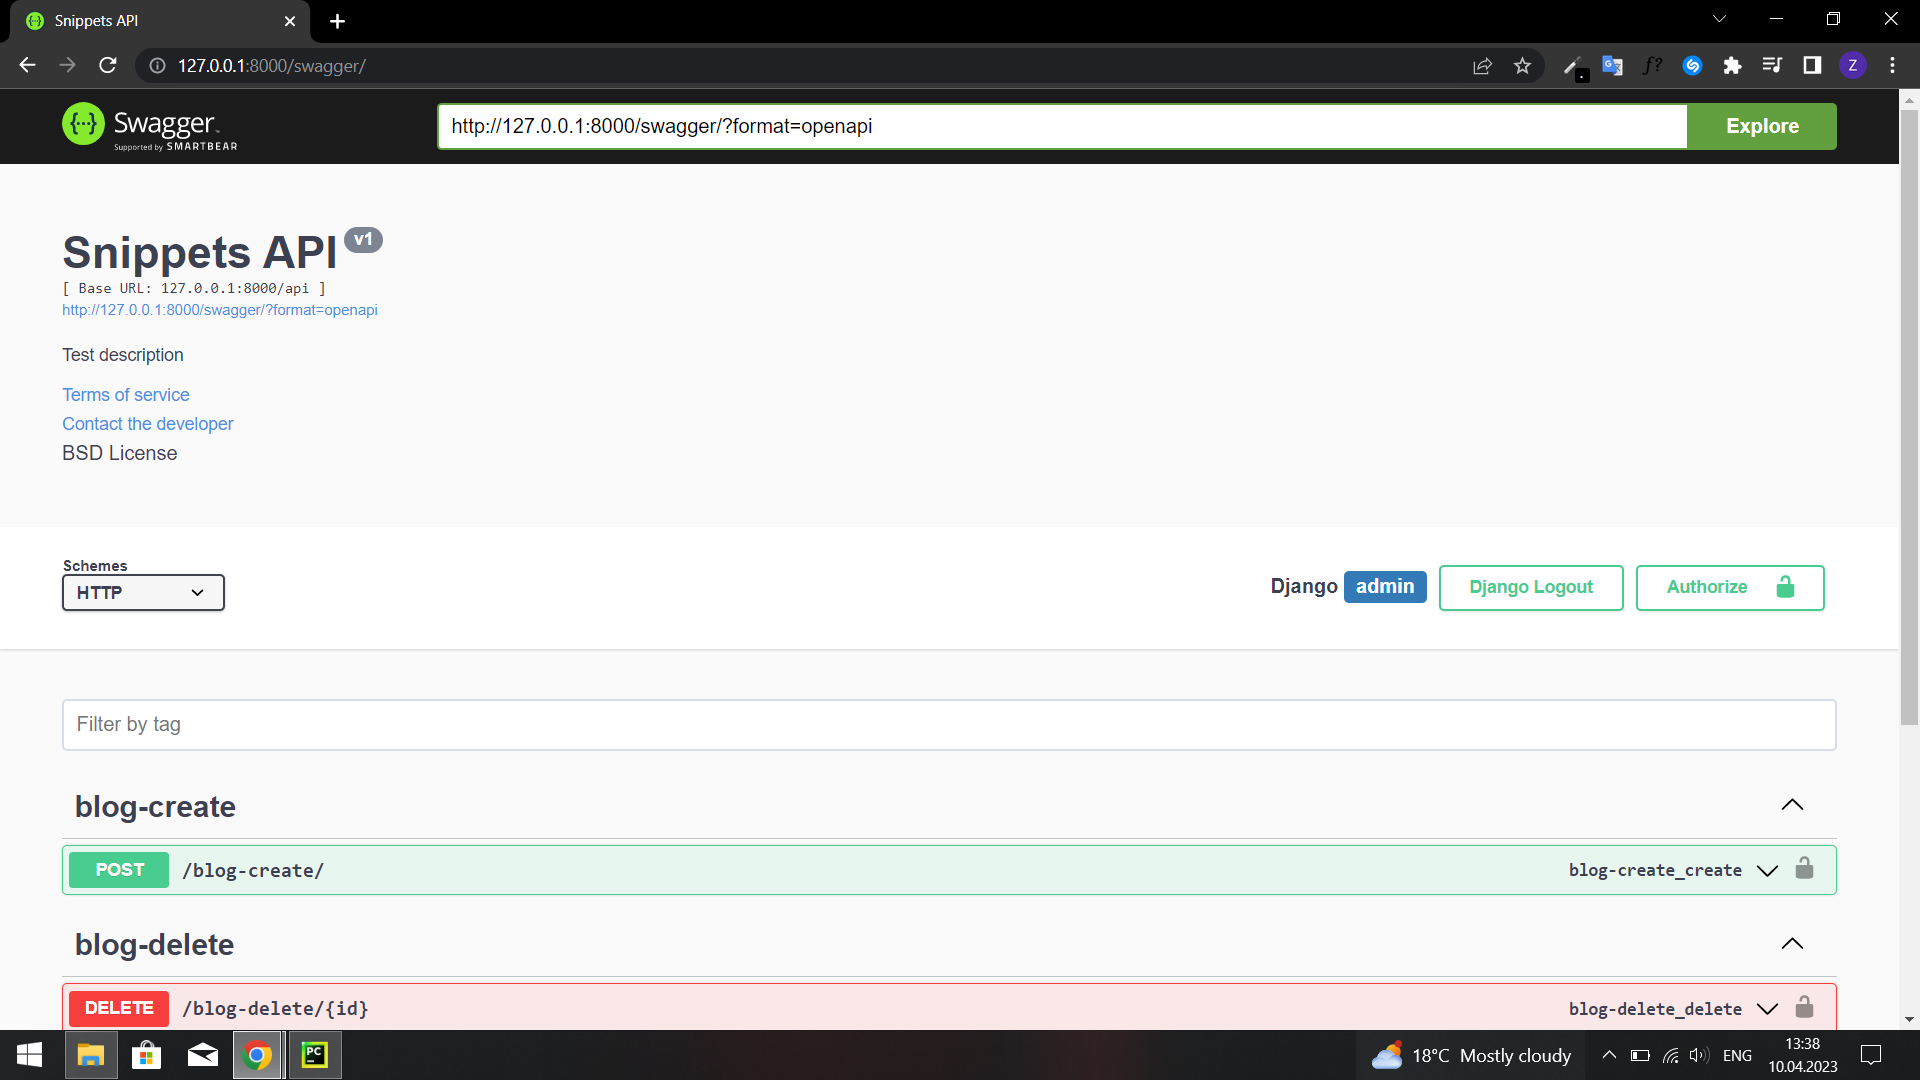 Snippets API
127.0.0.1:8000/swagger/
Z
Swagger
Supported by SMARTBEAR
http://127.0.0.1:8000/swagger/?format=openapi
Explore
Snippets API v1
[ Base URL: 127.0.0.1:8000/api ]
http://127.0.0.1:8000/swagger/?format=openapi
Test description
Terms of service
Contact the developer
BSD License
Schemes
HTTP
Django admin
Django Logout
Authorize
Filter by tag
blog-create
POST /blog-create/ blog-create_create
blog-delete
DELETE /blog-delete/{id} blog-delete_delete
PC
18°C Mostly cloudy
ENG
13:38
10.04.2023